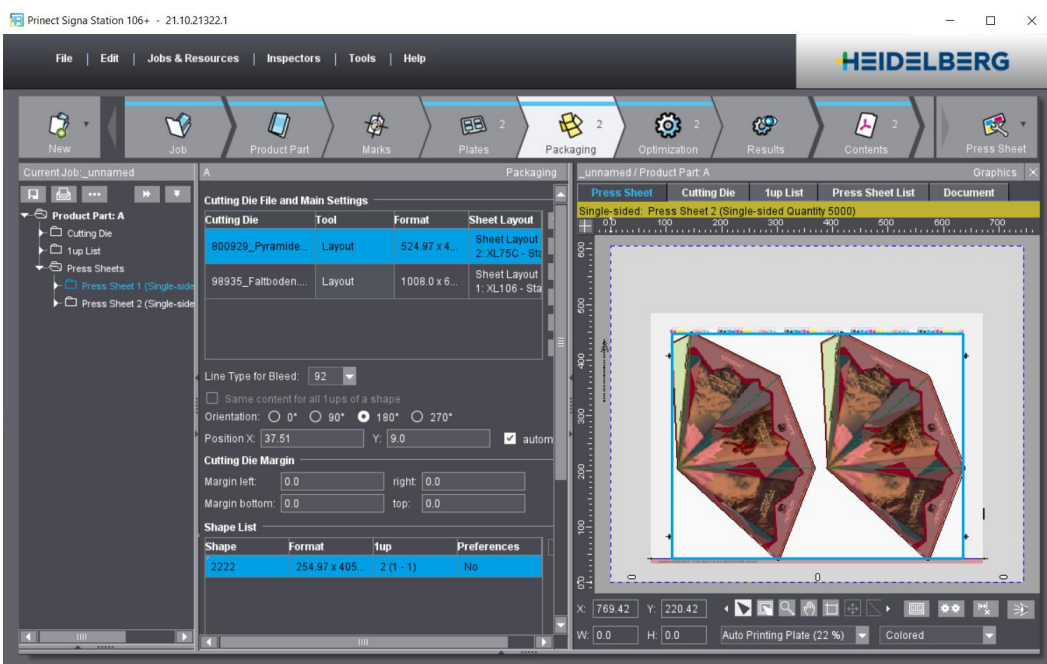 Prinect Signa Station 106+ - 21.10.21322.1
File | Edit | Jobs & Resources | Inspectors | Tools | Help
HEIDELBERG
New
Job
Product Part
Marks
Plates 2
Packaging 2
Optimization 2
Results
Contents 2
Press Sheet
Current Job:_unnamed
A Packaging
_unnamed / Product Part: A Graphics
Product Part: A
Cutting Die
1up List
Press Sheets
Press Sheet 1 (Single-side
Press Sheet 2 (Single-side
Cutting Die File and Main Settings
Cutting Die Tool Format Sheet Layout
800929_Pyramide... Layout 524.97 x 4... Sheet Layout
2: XL75C - Sta
98935_Faltboden.... Layout 1008.0 x 6... Sheet Layout
1: XL106 - Sta
Line Type for Bleed: 92
Same content for all 1ups of a shape
Orientation: 0° 90° 180° 270°
Position X: 37.51 Y: 9.0 autom
Cutting Die Margin
Margin left: 0.0 right: 0.0
Margin bottom: 0.0 top: 0.0
Shape List
Shape Format 1up Preferences
2222 254.97 x 405... 2 (1 - 1) No
Press Sheet Cutting Die 1up List Press Sheet List Document
Single-sided: Press Sheet 2 (Single-sided Quantity 5000)
0 100 200 300 400 500 600 700
600
500
400
300
200
100
0
0
X: 769.42 Y: 220.42
W: 0.0 H: 0.0 Auto Printing Plate (22 %) Colored